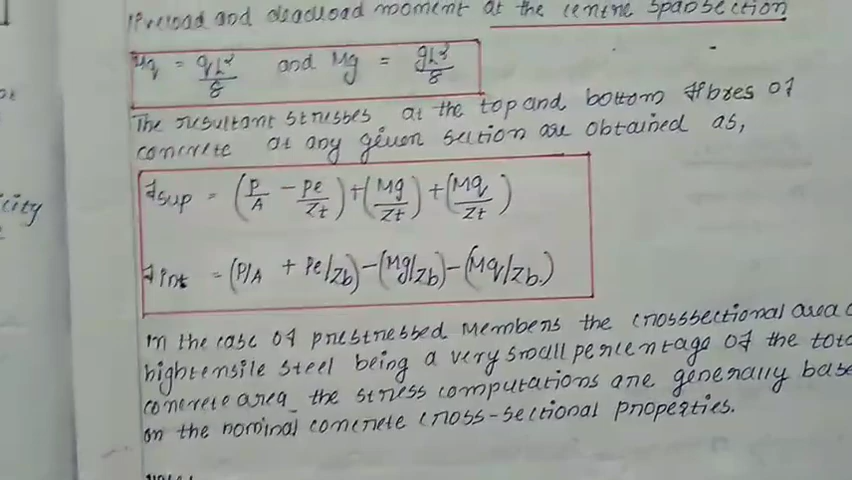 and deadload moment at the centre span section
Mq = qL²/8 and Mg = gL²/8
The resultant stresses at the top and bottom fibres of
concrete at any given section are obtained as,
fsup = (P/A - Pe/Zt) + (Mg/Zt) + (Mq/Zt)
finf = (P/A + Pe/Zb) - (Mg/Zb) - (Mq/Zb)
In the case of prestressed members the crosssectional area
hightensile steel being a very small percentage of the tota
concrete area the stress computations are generally base
on the nominal concrete cross-sectional properties.